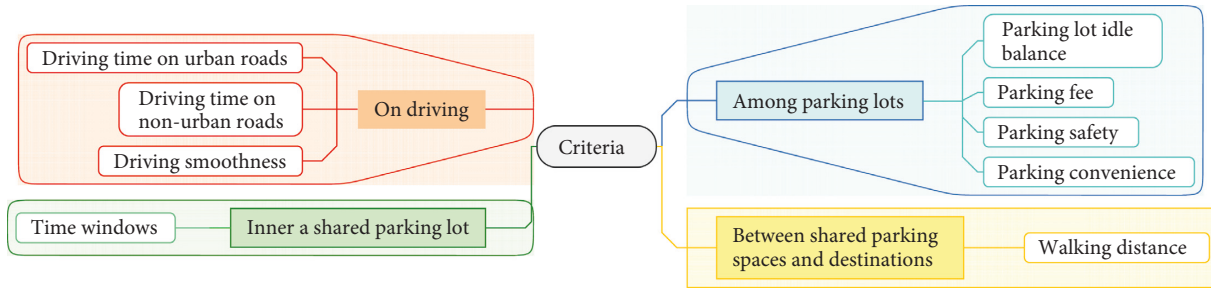 Driving time on urban roads
Driving time on
non-urban roads
Driving smoothness
On driving
Time windows
Inner a shared parking lot
Criteria
Among parking lots
Parking lot idle
balance
Parking fee
Parking safety
Parking convenience
Between shared parking
spaces and destinations
Walking distance